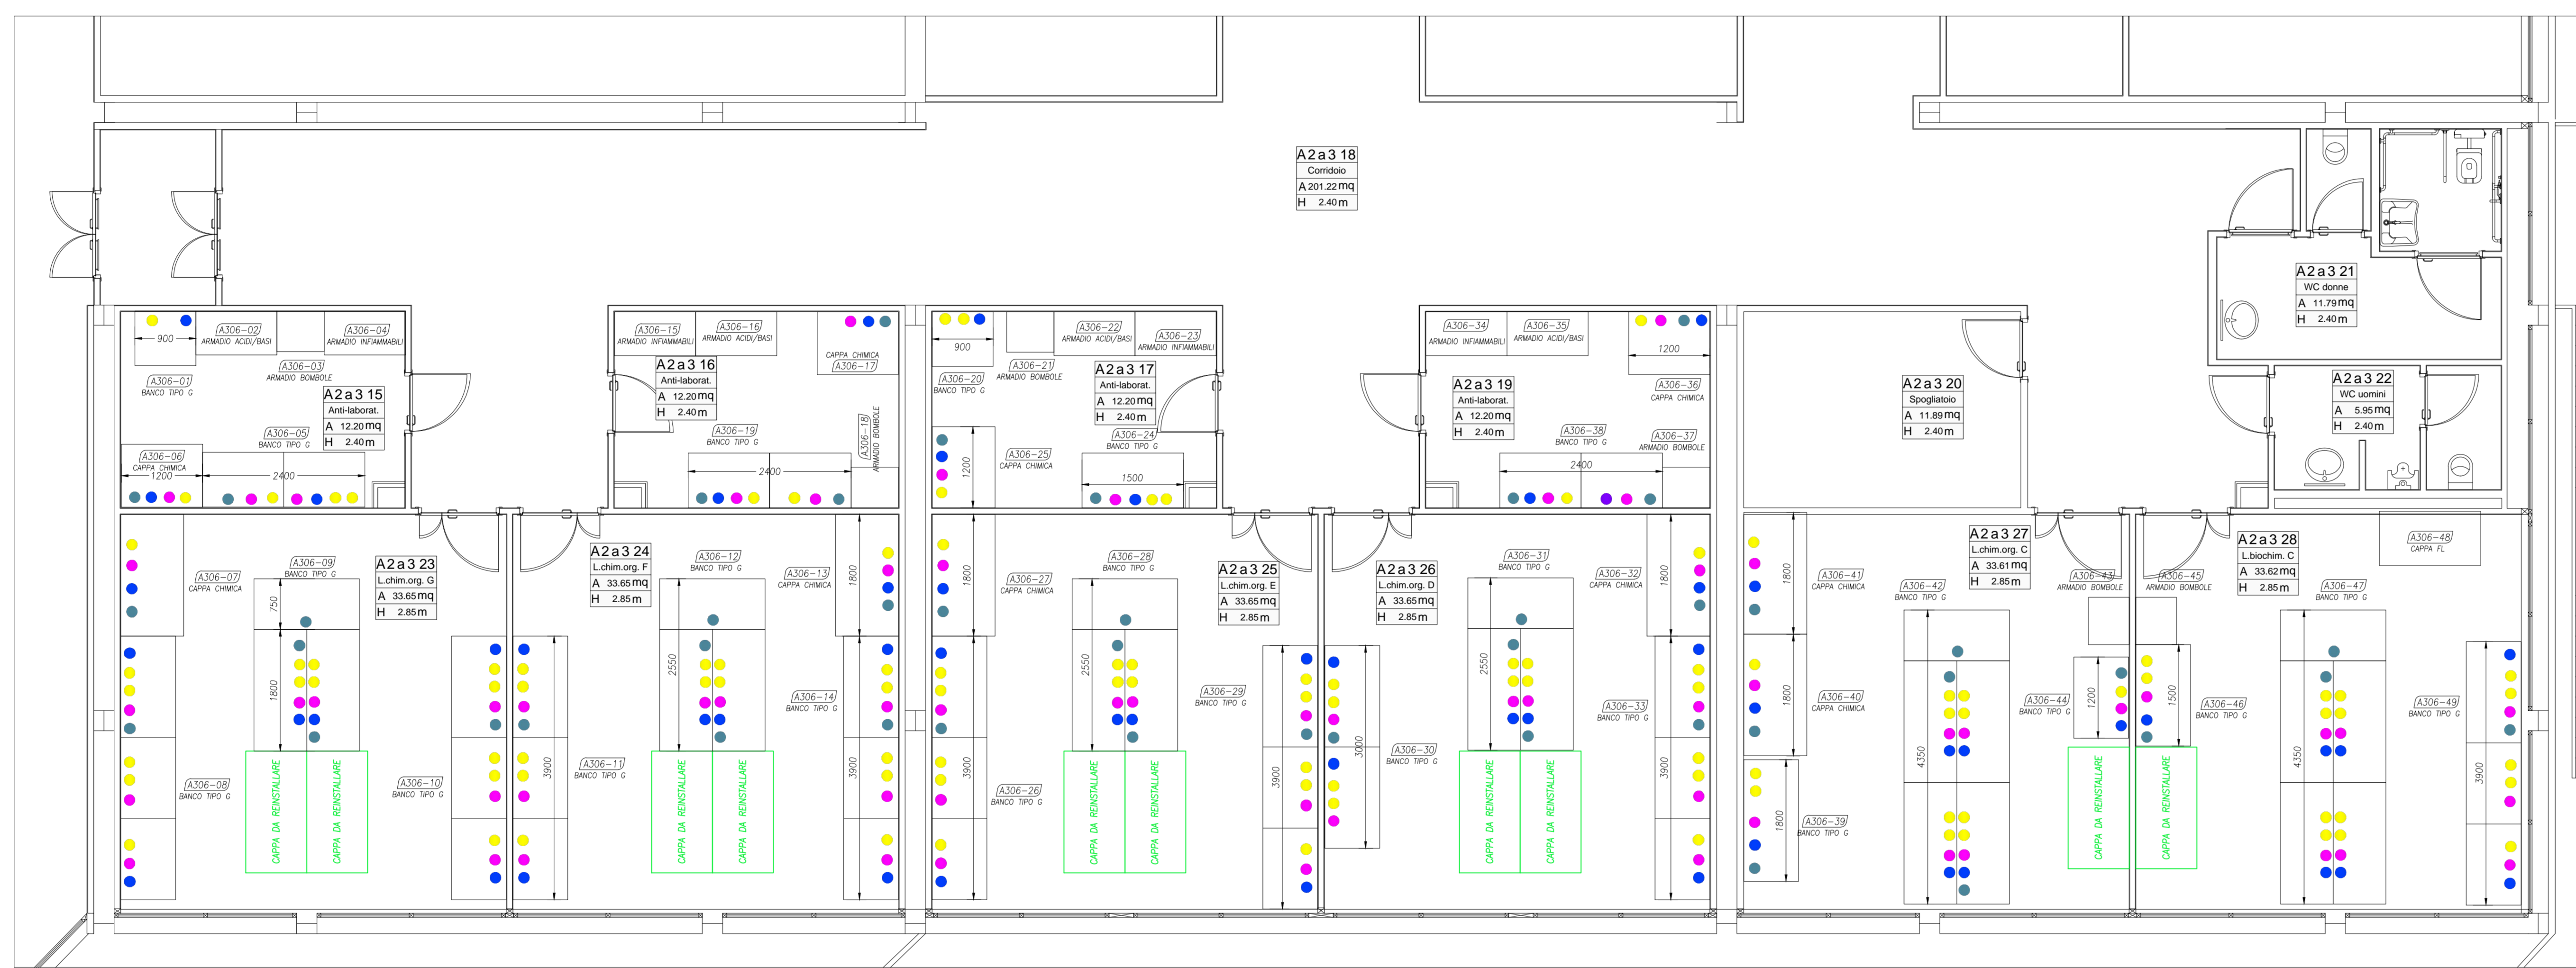 A2a3 18
Corridoio
A 201.22 mq
H 2.40 m
A2a3 21
WC donne
A 11.79 mq
H 2.40 m
900
A306-01
BANCO TIPO G
A306-02
ARMADIO ACIDI/BASI
A306-03
ARMADIO BOMBOLE
A306-04
ARMADIO INFIAMMABILI
A2a3 15
Anti-laborat.
A 12.20 mq
H 2.40 m
A306-05
BANCO TIPO G
2400
A306-06
CAPPA CHIMICA
1200
A306-15
ARMADIO INFIAMMABILI
A306-16
ARMADIO ACIDI/BASI
CAPPA CHIMICA
A306-17
A2a3 16
Anti-laborat.
A 12.20 mq
H 2.40 m
A306-18
ARMADIO BOMBOLE
A306-19
BANCO TIPO G
2400
900
A306-20
BANCO TIPO G
A306-21
ARMADIO BOMBOLE
A306-22
ARMADIO ACIDI/BASI
A306-23
ARMADIO INFIAMMABILI
A2a3 17
Anti-laborat.
A 12.20 mq
H 2.40 m
A306-24
BANCO TIPO G
1500
A306-25
CAPPA CHIMICA
1200
A306-34
ARMADIO INFIAMMABILI
A306-35
ARMADIO ACIDI/BASI
1200
A306-36
CAPPA CHIMICA
A2a3 19
Anti-laborat.
A 12.20 mq
H 2.40 m
A306-38
BANCO TIPO G
2400
A306-37
ARMADIO BOMBOLE
A2a3 20
Spogliatoio
A 11.89 mq
H 2.40 m
A2a3 22
WC uomini
A 5.95 mq
H 2.40 m
A306-07
CAPPA CHIMICA
A306-09
BANCO TIPO G
750
1800
A2a3 23
L.chim.org. G
A 33.65 mq
H 2.85 m
A306-08
BANCO TIPO G
A306-10
BANCO TIPO G
CAPPA DA REINSTALLARE
CAPPA DA REINSTALLARE
A2a3 24
L.chim.org. F
A 33.65 mq
H 2.85 m
A306-12
BANCO TIPO G
2550
A306-13
CAPPA CHIMICA
1800
A306-14
BANCO TIPO G
3900
A306-11
BANCO TIPO G
3900
CAPPA DA REINSTALLARE
CAPPA DA REINSTALLARE
1800
A306-27
CAPPA CHIMICA
A306-28
BANCO TIPO G
2550
A2a3 25
L.chim.org. E
A 33.65 mq
H 2.85 m
A306-29
BANCO TIPO G
3900
3900
A306-26
BANCO TIPO G
CAPPA DA REINSTALLARE
CAPPA DA REINSTALLARE
A2a3 26
L.chim.org. D
A 33.65 mq
H 2.85 m
A306-31
BANCO TIPO G
2550
A306-32
CAPPA CHIMICA
1800
A306-33
BANCO TIPO G
3900
3000
A306-30
BANCO TIPO G
CAPPA DA REINSTALLARE
CAPPA DA REINSTALLARE
1800
A306-41
CAPPA CHIMICA
A306-42
BANCO TIPO G
A2a3 27
L.chim.org. C
A 33.61 mq
H 2.85 m
A306-43
ARMADIO BOMBOLE
1800
A306-40
CAPPA CHIMICA
4350
A306-44
BANCO TIPO G
1200
1800
A306-39
BANCO TIPO G
CAPPA DA REINSTALLARE
A306-45
ARMADIO BOMBOLE
A2a3 28
L.biochim. C
A 33.62 mq
H 2.85 m
A306-48
CAPPA FL
A306-47
BANCO TIPO G
1500
A306-46
BANCO TIPO G
4350
A306-49
BANCO TIPO G
3900
CAPPA DA REINSTALLARE